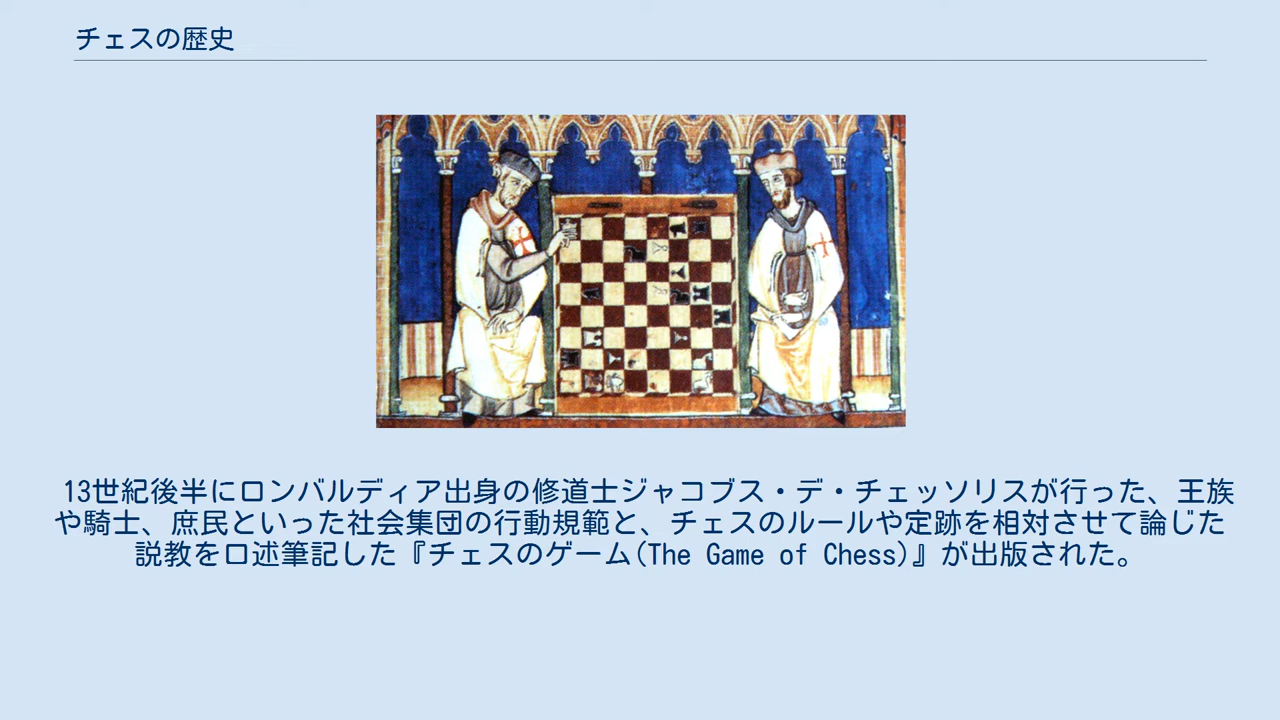 チェスの歴史
13世紀後半にロンバルディア出身の修道士ジャコブス・デ・チェッソリスが行った、王族
や騎士、庶民といった社会集団の行動規範と、チェスのルールや定跡を相対させて論じた
説教を口述筆記した『チェスのゲーム(The Game of Chess)』が出版された。